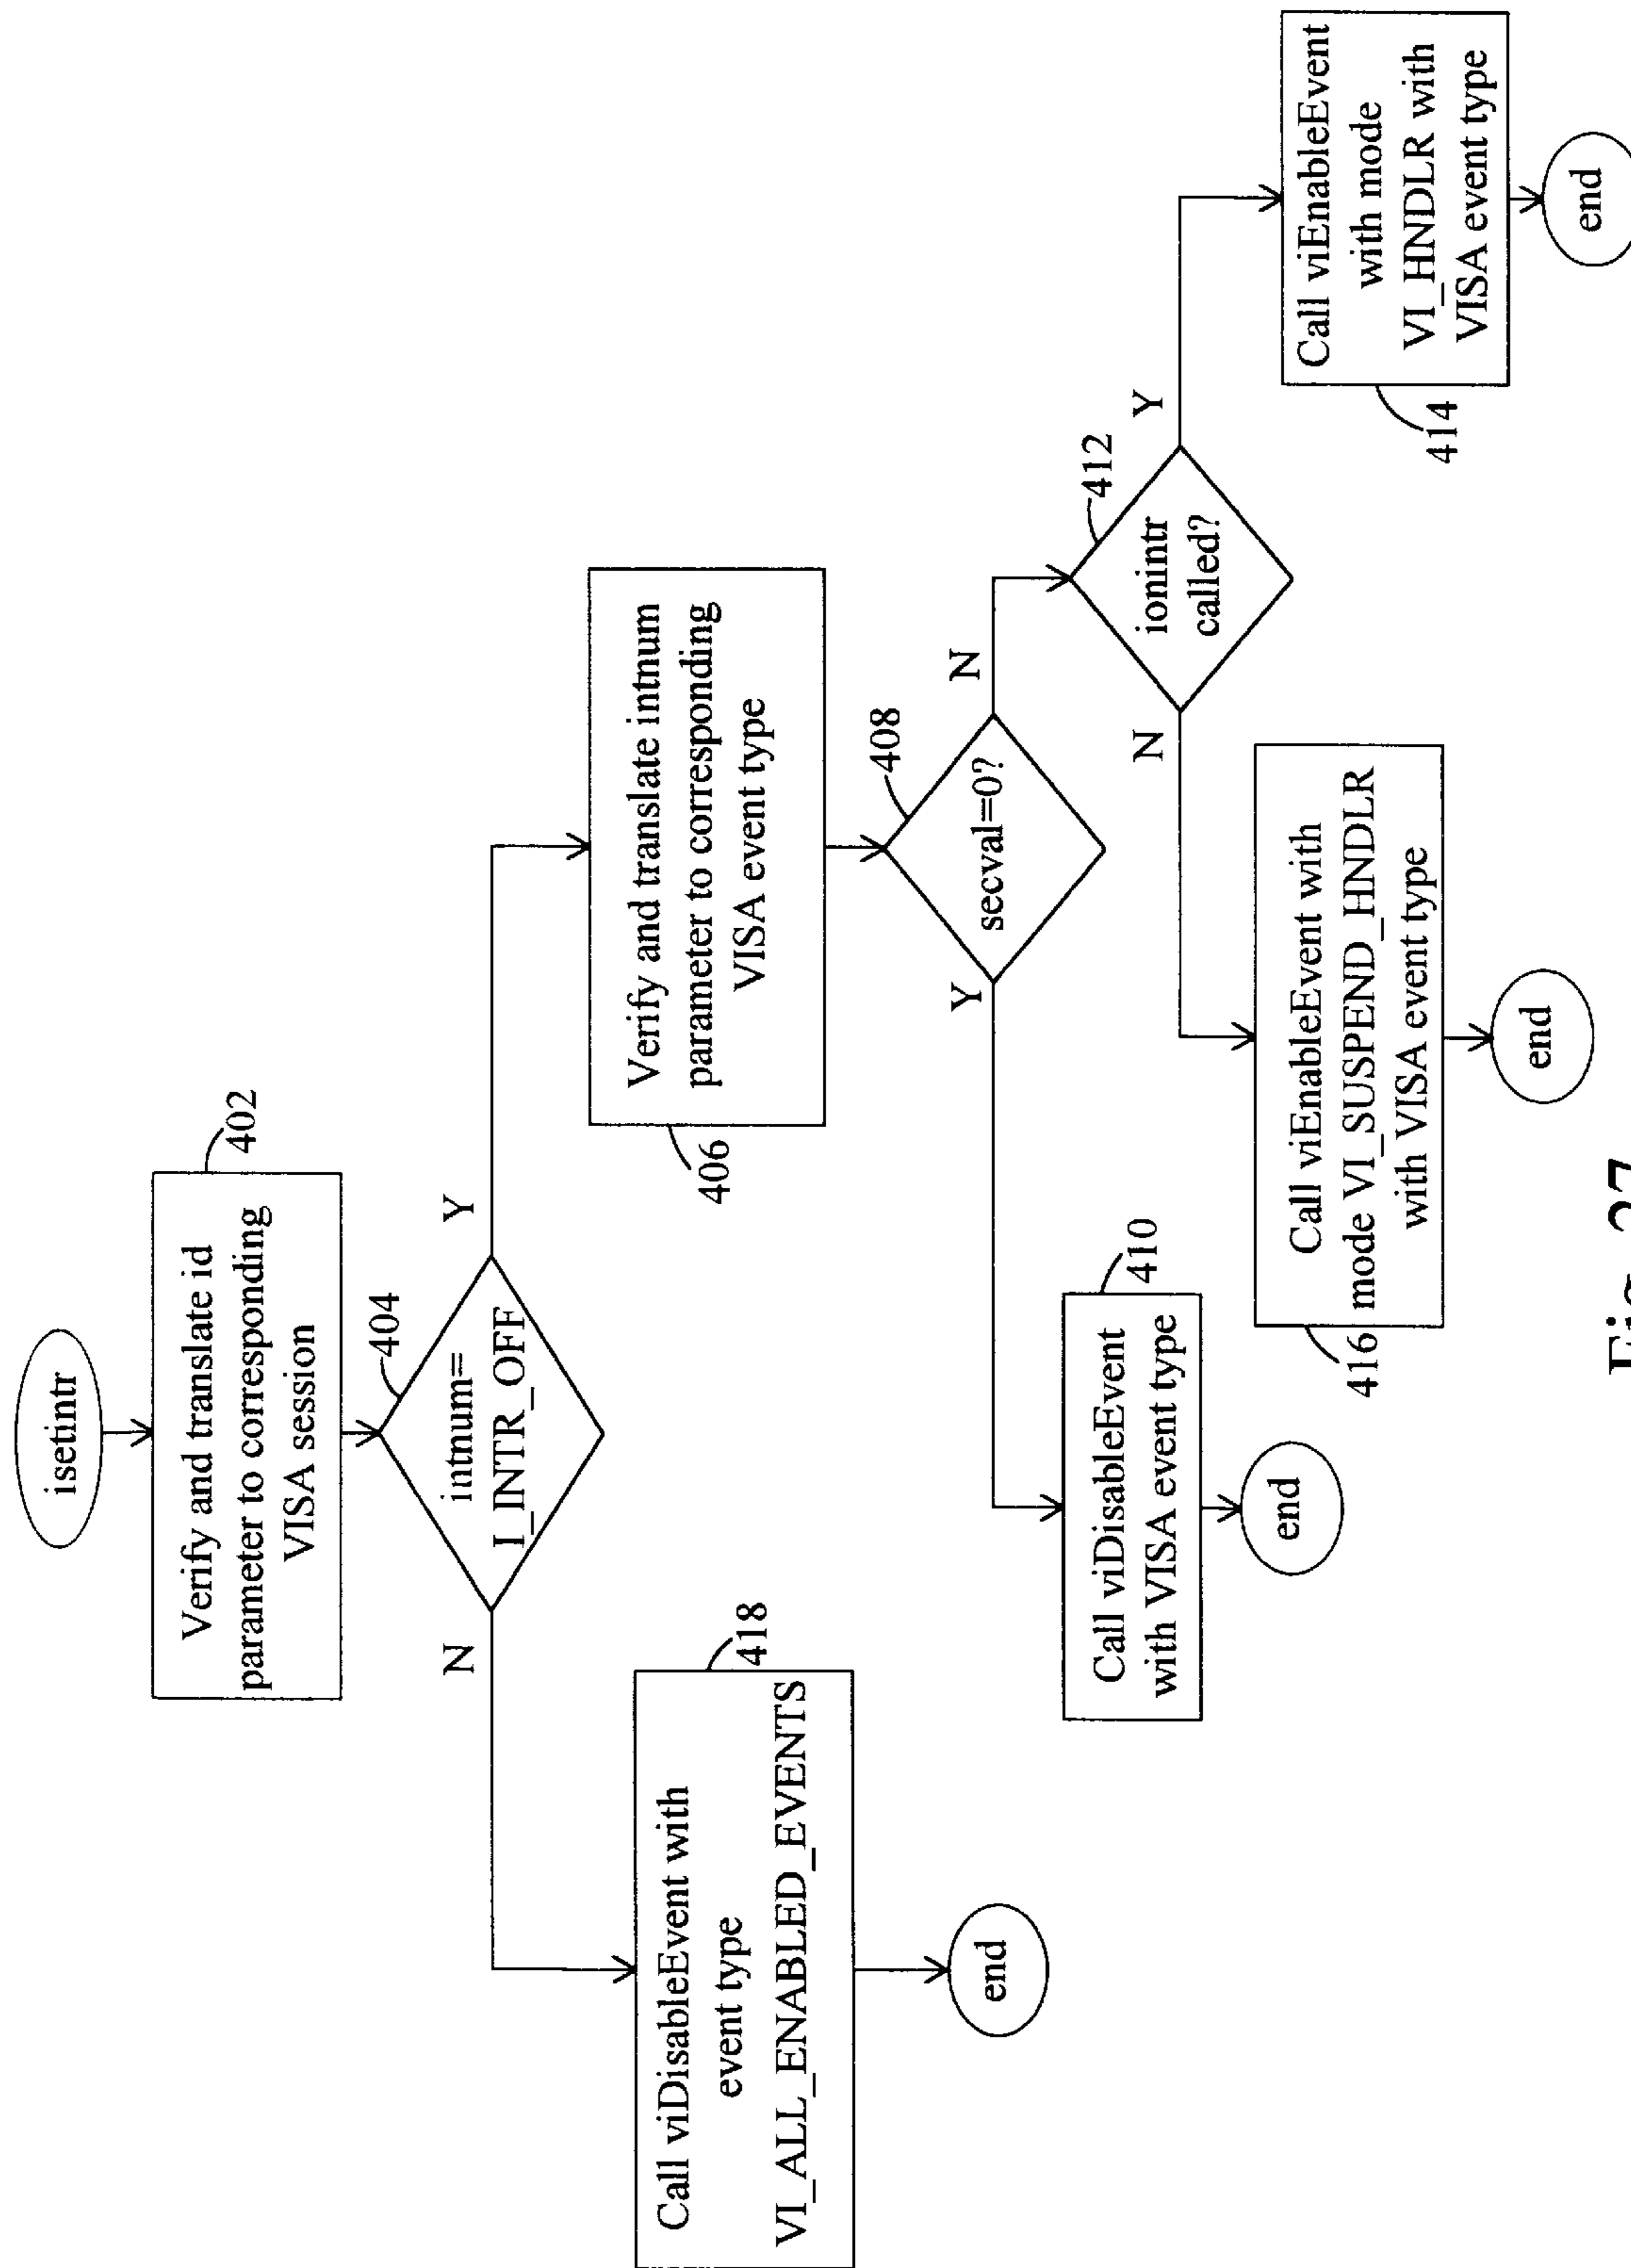 isetintr
402
Verify and translate id
parameter to corresponding
VISA session
404
intnum=
I_INTR_OFF
N
Y
418
Call viDisableEvent with
event type
VI_ALL_ENABLED_EVENTS
end
406
Verify and translate intnum
parameter to corresponding
VISA event type
408
secval=0?
Y
N
410
Call viDisableEvent
with VISA event type
end
412
ionintr
called?
N
Y
416
Call viEnableEvent with
mode VI_SUSPEND_HNDLR
with VISA event type
end
414
Call viEnableEvent
with mode
VI_HNDLR with
VISA event type
end
Fig. 27